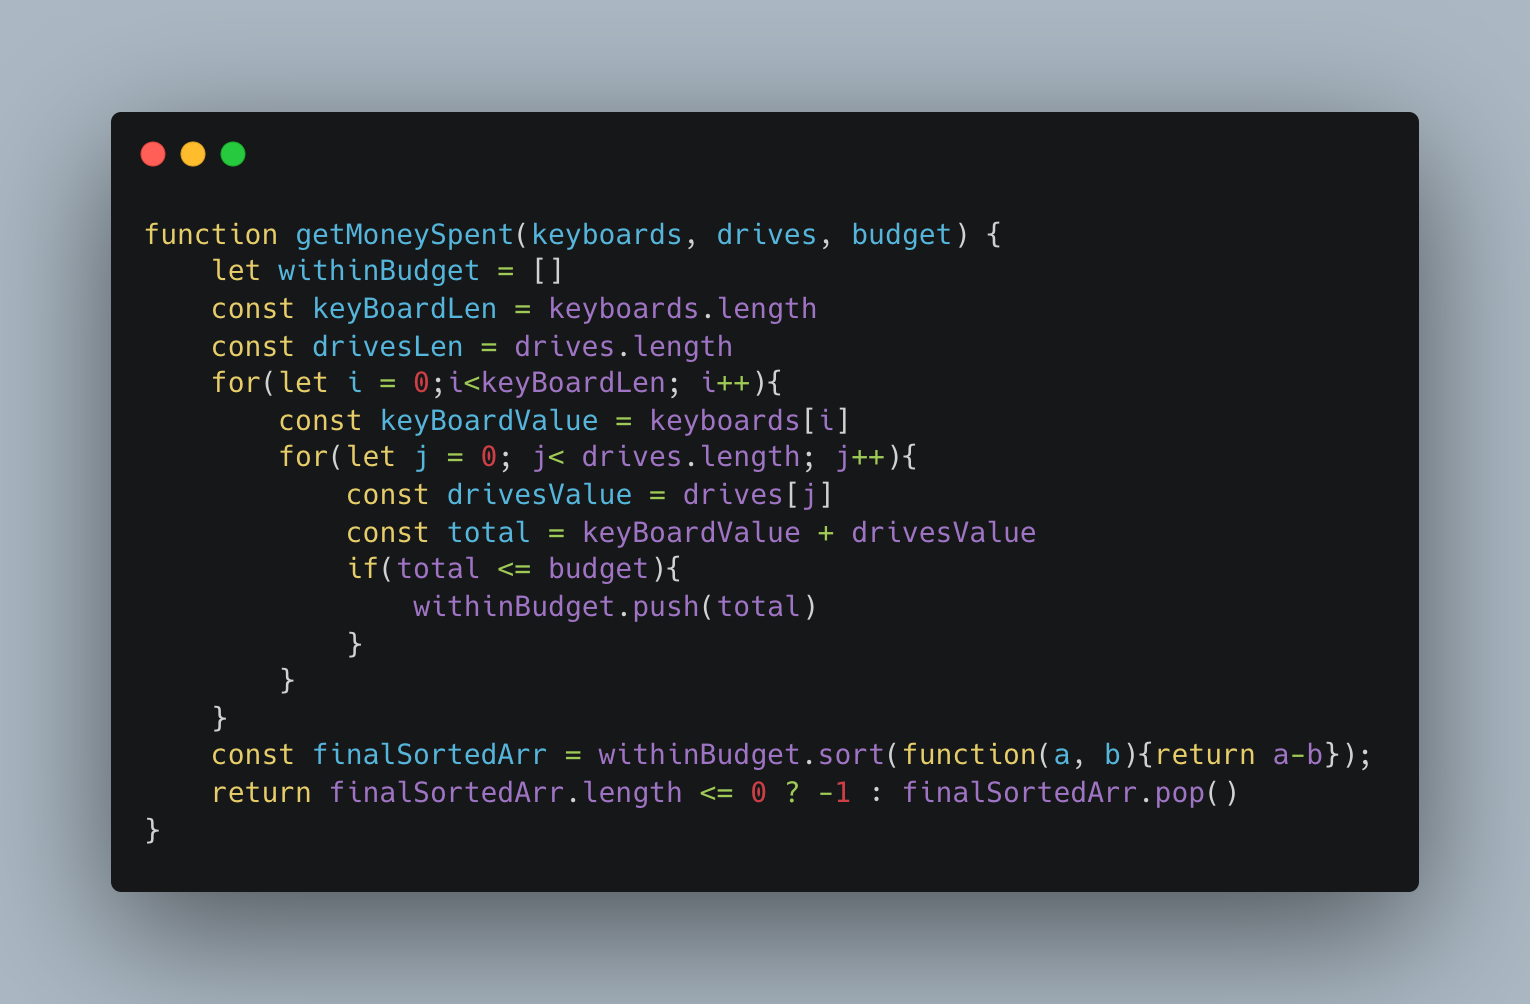 function getMoneySpent(keyboards, drives, budget) {
    let withinBudget = []
    const keyBoardLen = keyboards.length
    const drivesLen = drives.length
    for(let i = 0;i<keyBoardLen; i++){
        const keyBoardValue = keyboards[i]
        for(let j = 0; j< drives.length; j++){
            const drivesValue = drives[j]
            const total = keyBoardValue + drivesValue
            if(total <= budget){
                withinBudget.push(total)
            }
        }
    }
    const finalSortedArr = withinBudget.sort(function(a, b){return a-b});
    return finalSortedArr.length <= 0 ? -1 : finalSortedArr.pop()
}